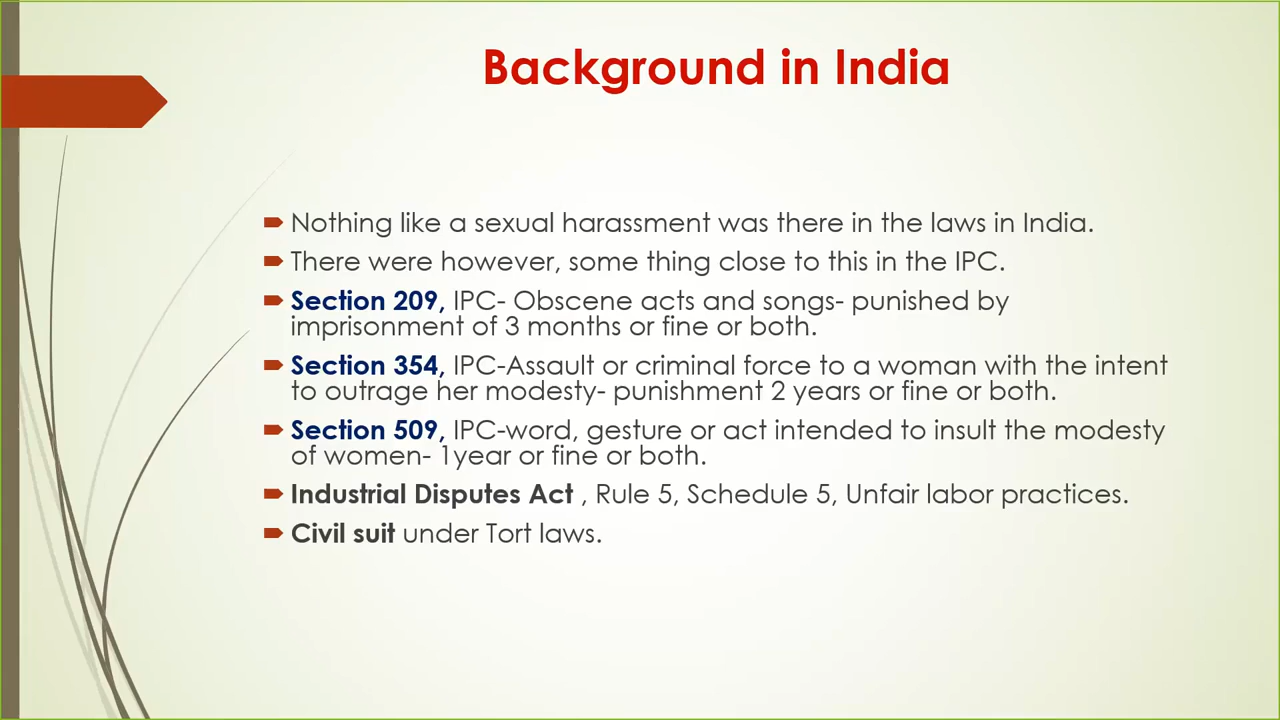 Background in India
Nothing like a sexual harassment was there in the laws in India.
There were however, some thing close to this in the IPC.
Section 209, IPC- Obscene acts and songs- punished by
imprisonment of 3 months or fine or both.
Section 354, IPC-Assault or criminal force to a woman with the intent
to outrage her modesty- punishment 2 years or fine or both.
Section 509, IPC-word, gesture or act intended to insult the modesty
of women- 1year or fine or both.
Industrial Disputes Act , Rule 5, Schedule 5, Unfair labor practices.
Civil suit under Tort laws.